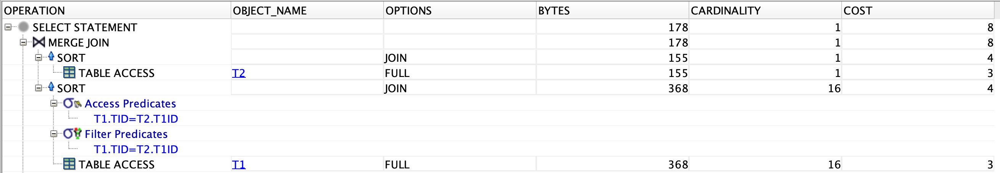 OPERATION OBJECT_NAME OPTIONS BYTES CARDINALITY COST
SELECT STATEMENT 178 1 8
MERGE JOIN 178 1 8
SORT JOIN 155 1 4
TABLE ACCESS T2 FULL 155 1 3
SORT JOIN 368 16 4
Access Predicates
T1.TID=T2.T1ID
Filter Predicates
T1.TID=T2.T1ID
TABLE ACCESS T1 FULL 368 16 3